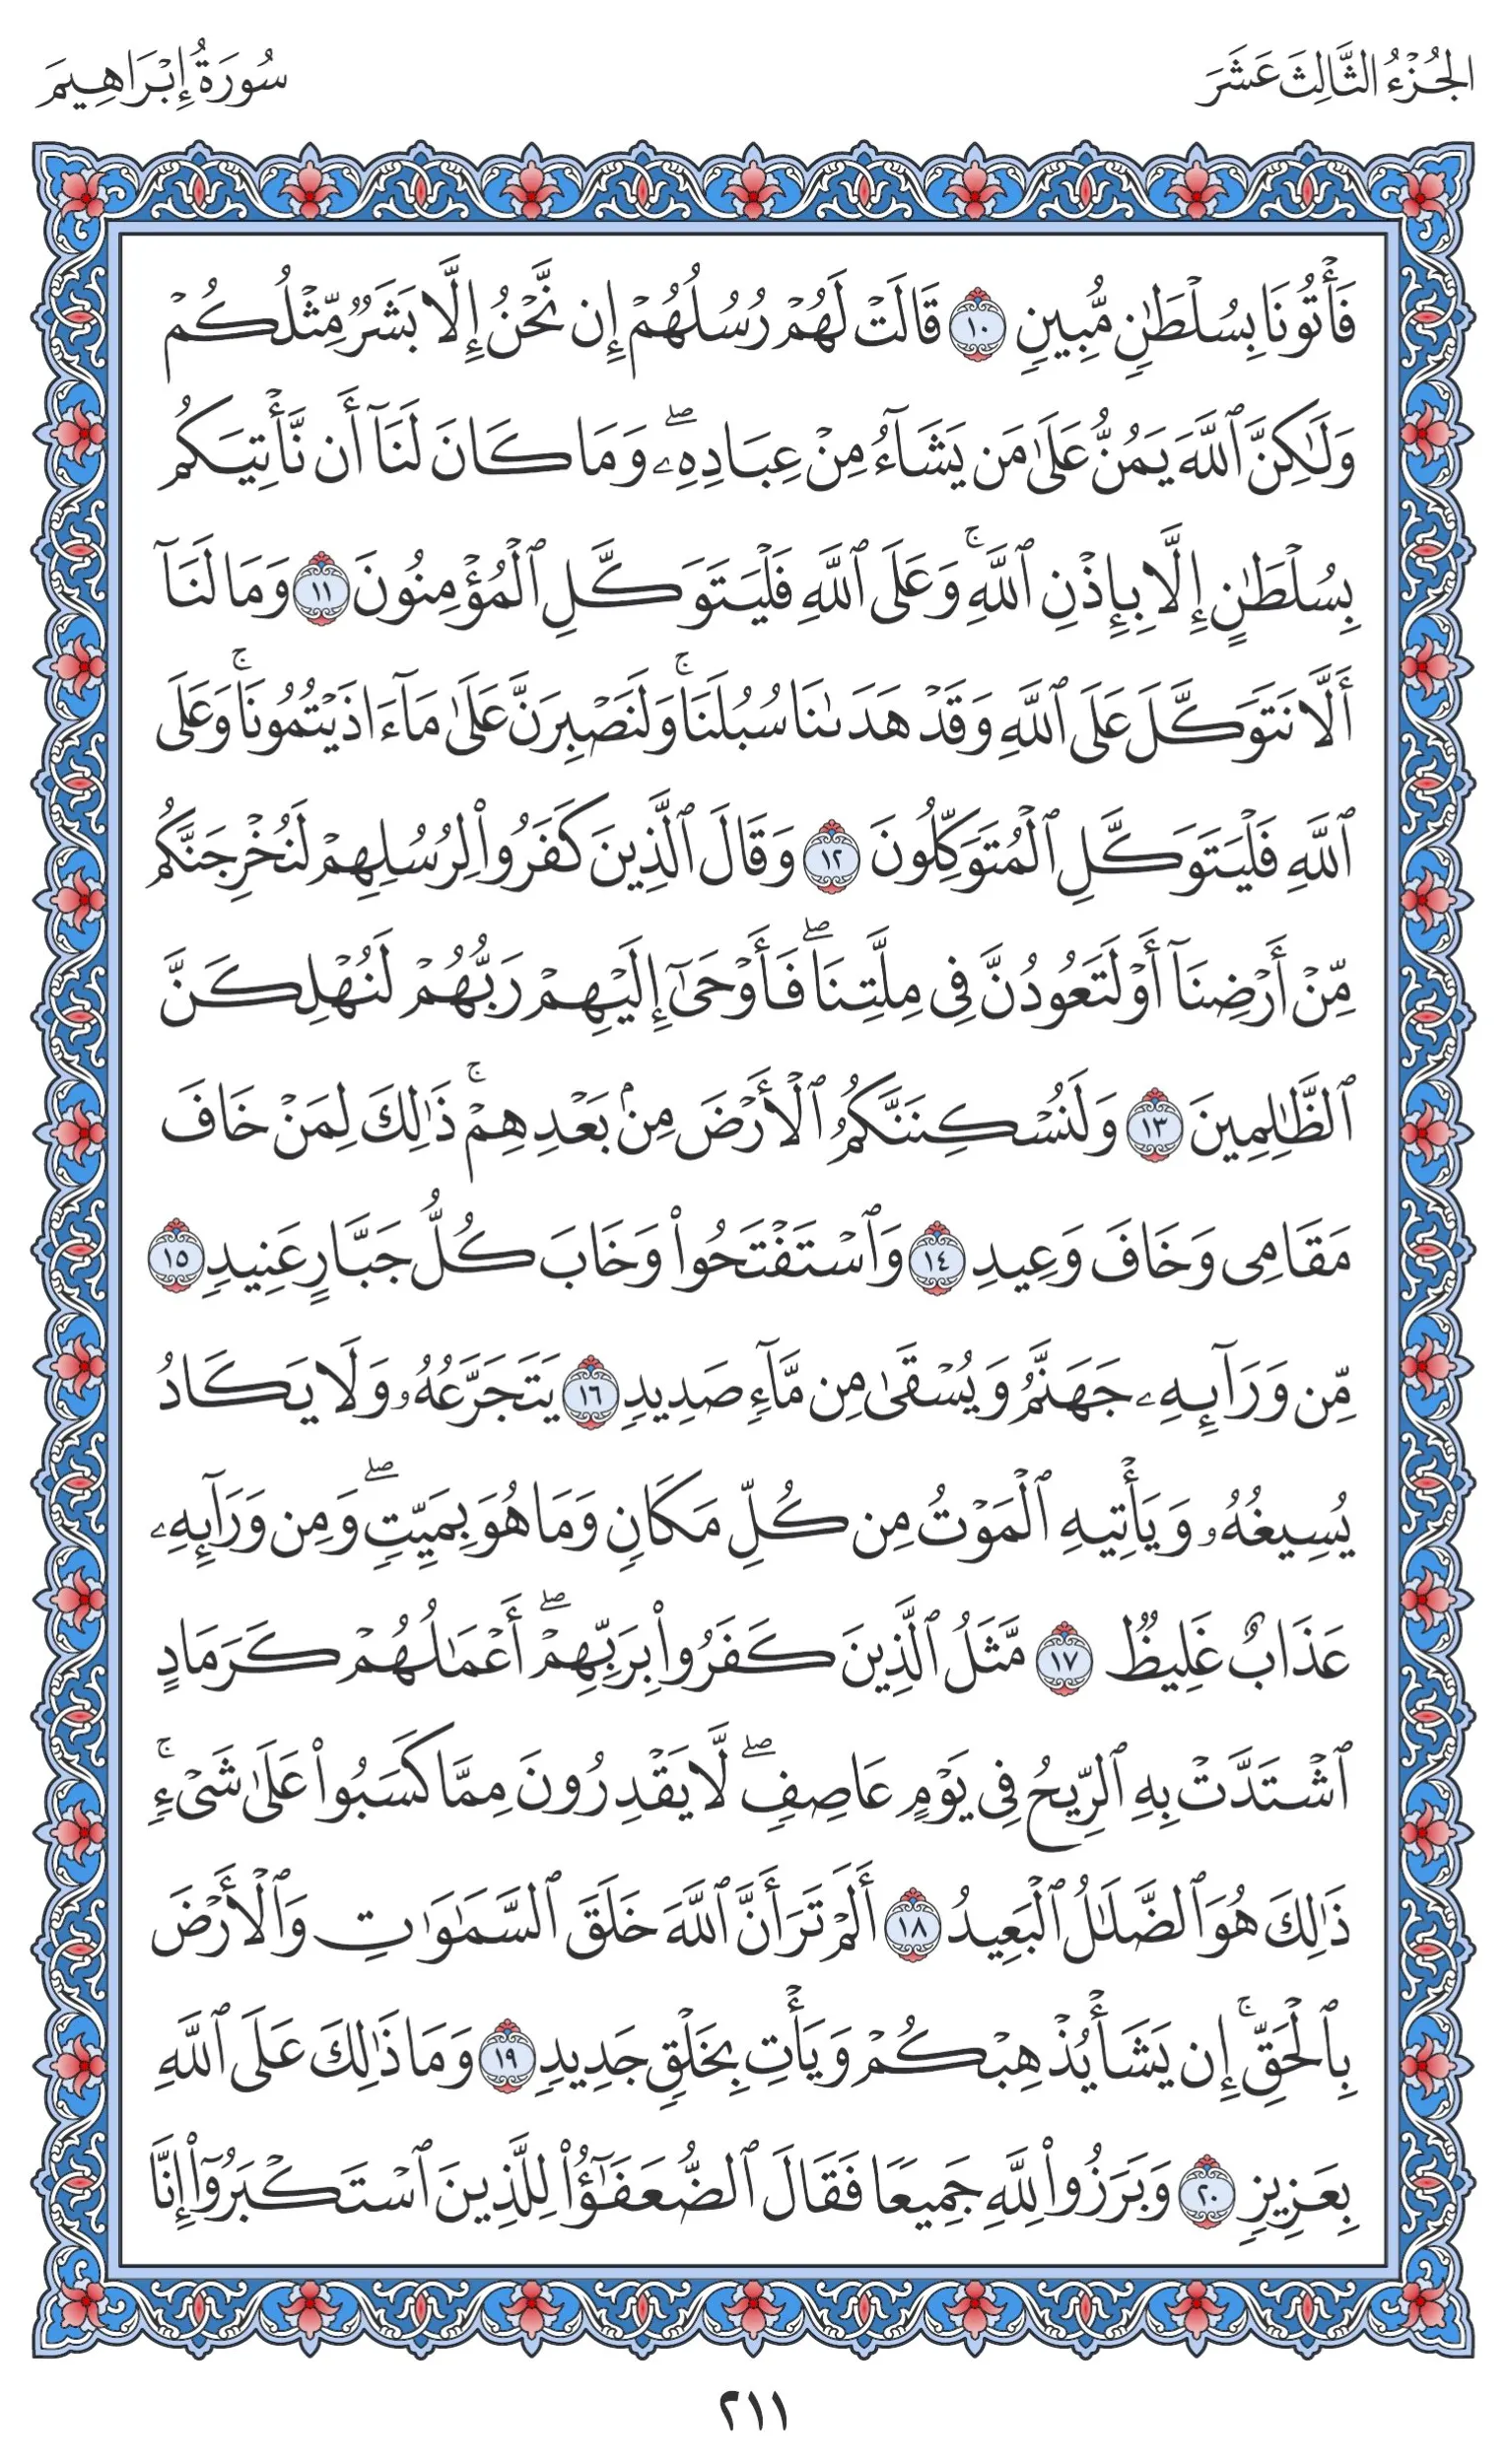 الجُزْءُ الثَّالِثَ عَشَرَ
سُورَةُ إِبْرَاهِيمَ
فَأْتُونَا بِسُلْطَٰنٖ مُّبِينٖ ١٠ قَالَتْ لَهُمْ رُسُلُهُمْ إِن نَّحْنُ إِلَّا بَشَرٞ مِّثْلُكُمْ
وَلَٰكِنَّ ٱللَّهَ يَمُنُّ عَلَىٰ مَن يَشَآءُ مِنْ عِبَادِهِۦۖ وَمَا كَانَ لَنَآ أَن نَّأْتِيَكُم
بِسُلْطَٰنٍ إِلَّا بِإِذْنِ ٱللَّهِۚ وَعَلَى ٱللَّهِ فَلْيَتَوَكَّلِ ٱلْمُؤْمِنُونَ ١١ وَمَا لَنَآ
أَلَّا نَتَوَكَّلَ عَلَى ٱللَّهِ وَقَدْ هَدَىٰنَا سُبُلَنَاۚ وَلَنَصْبِرَنَّ عَلَىٰ مَآ ءَاذَيْتُمُونَاۚ وَعَلَى
ٱللَّهِ فَلْيَتَوَكَّلِ ٱلْمُتَوَكِّلُونَ ١٢ وَقَالَ ٱلَّذِينَ كَفَرُوا۟ لِرُسُلِهِمْ لَنُخْرِجَنَّكُم
مِّنْ أَرْضِنَآ أَوْ لَتَعُودُنَّ فِى مِلَّتِنَاۖ فَأَوْحَىٰٓ إِلَيْهِمْ رَبُّهُمْ لَنُهْلِكَنَّ
ٱلظَّٰلِمِينَ ١٣ وَلَنُسْكِنَنَّكُمُ ٱلْأَرْضَ مِنۢ بَعْدِهِمْۚ ذَٰلِكَ لِمَنْ خَافَ
مَقَامِى وَخَافَ وَعِيدِ ١٤ وَٱسْتَفْتَحُوا۟ وَخَابَ كُلُّ جَبَّارٍ عَنِيدٖ ١٥
مِّن وَرَآئِهِۦ جَهَنَّمُ وَيُسْقَىٰ مِن مَّآءٖ صَدِيدٖ ١٦ يَتَجَرَّعُهُۥ وَلَا يَكَادُ
يُسِيغُهُۥ وَيَأْتِيهِ ٱلْمَوْتُ مِن كُلِّ مَكَانٖ وَمَا هُوَ بِمَيِّتٖۖ وَمِن وَرَآئِهِۦ
عَذَابٌ غَلِيظٞ ١٧ مَّثَلُ ٱلَّذِينَ كَفَرُوا۟ بِرَبِّهِمْۖ أَعْمَٰلُهُمْ كَرَمَادٍ
ٱشْتَدَّتْ بِهِ ٱلرِّيحُ فِى يَوْمٍ عَاصِفٖۖ لَّا يَقْدِرُونَ مِمَّا كَسَبُوا۟ عَلَىٰ شَىْءٖۚ
ذَٰلِكَ هُوَ ٱلضَّلَٰلُ ٱلْبَعِيدُ ١٨ أَلَمْ تَرَ أَنَّ ٱللَّهَ خَلَقَ ٱلسَّمَٰوَٰتِ وَٱلْأَرْضَ
بِٱلْحَقِّۚ إِن يَشَأْ يُذْهِبْكُمْ وَيَأْتِ بِخَلْقٖ جَدِيدٖ ١٩ وَمَا ذَٰلِكَ عَلَى ٱللَّهِ
بِعَزِيزٖ ٢٠ وَبَرَزُوا۟ لِلَّهِ جَمِيعٗا فَقَالَ ٱلضُّعَفَٰٓؤُا۟ لِلَّذِينَ ٱسْتَكْبَرُوٓا۟ إِنَّا
٢١١